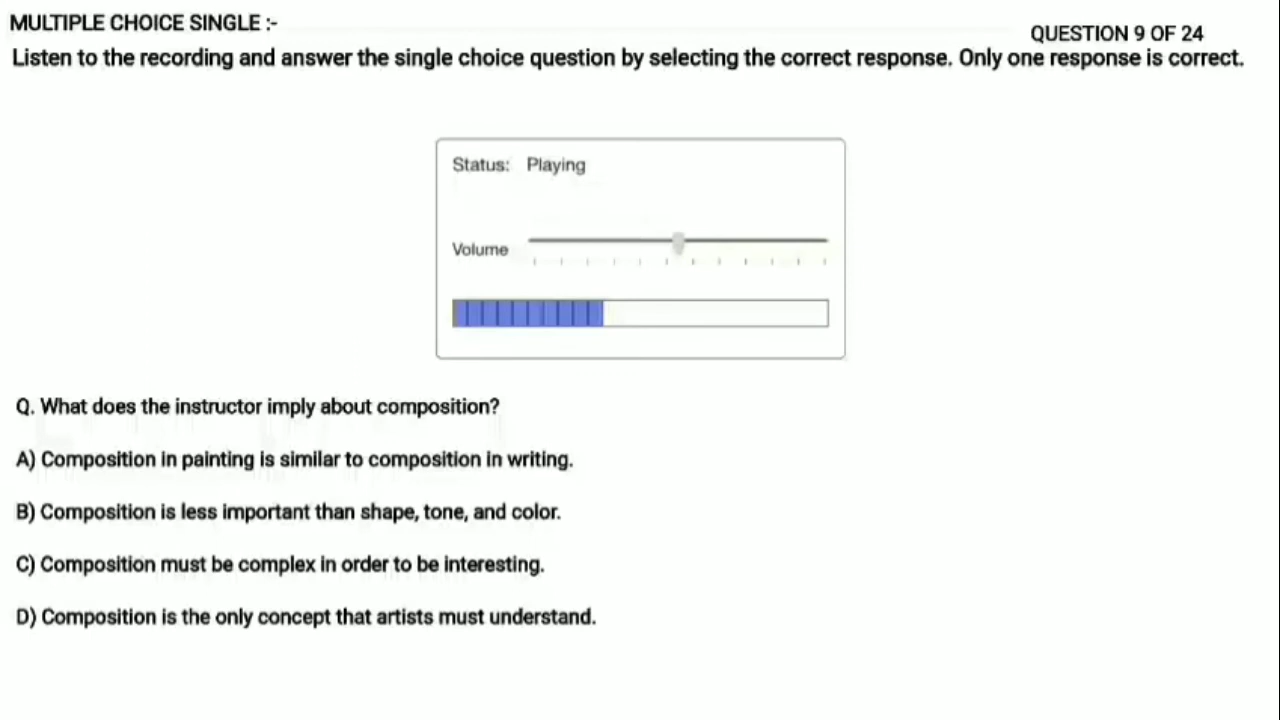 MULTIPLE CHOICE SINGLE :-
QUESTION 9 OF 24
Listen to the recording and answer the single choice question by selecting the correct response. Only one response is correct.
Status: Playing
Volume
Q. What does the instructor imply about composition?
A) Composition in painting is similar to composition in writing.
B) Composition is less important than shape, tone, and color.
C) Composition must be complex in order to be interesting.
D) Composition is the only concept that artists must understand.